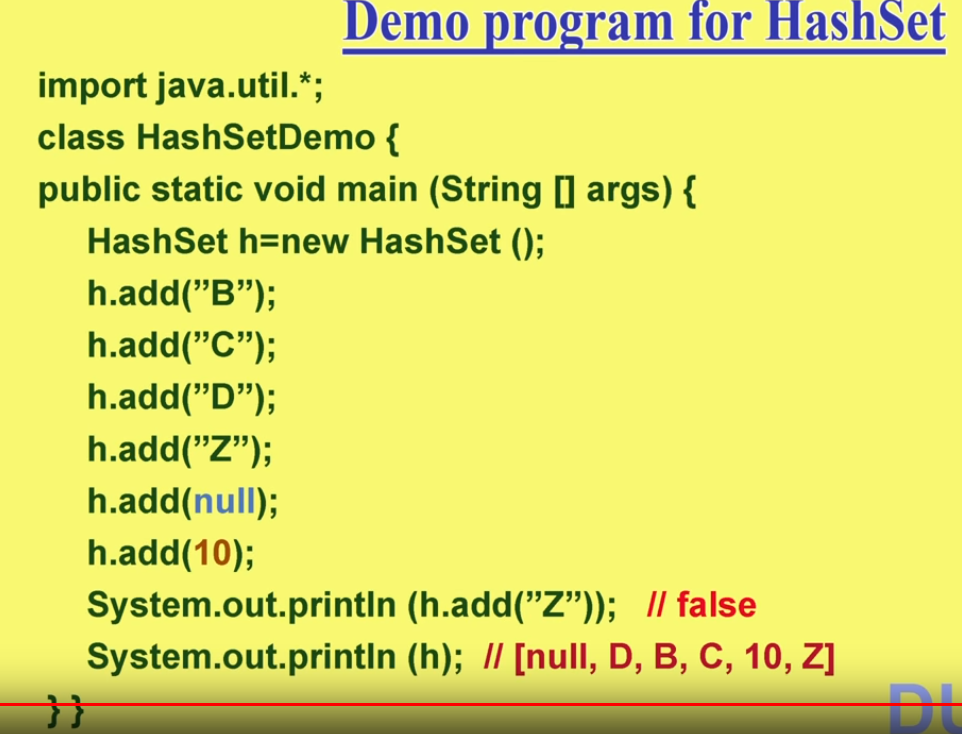 Demo program for HashSet
import java.util.*;
class HashSetDemo {
public static void main (String [] args) {
HashSet h=new HashSet ();
h.add(”B”);
h.add(”C”);
h.add(”D”);
h.add(”Z”);
h.add(null);
h.add(10);
System.out.println (h.add(”Z”)); // false
System.out.println (h); // [null, D, B, C, 10, Z]
} }